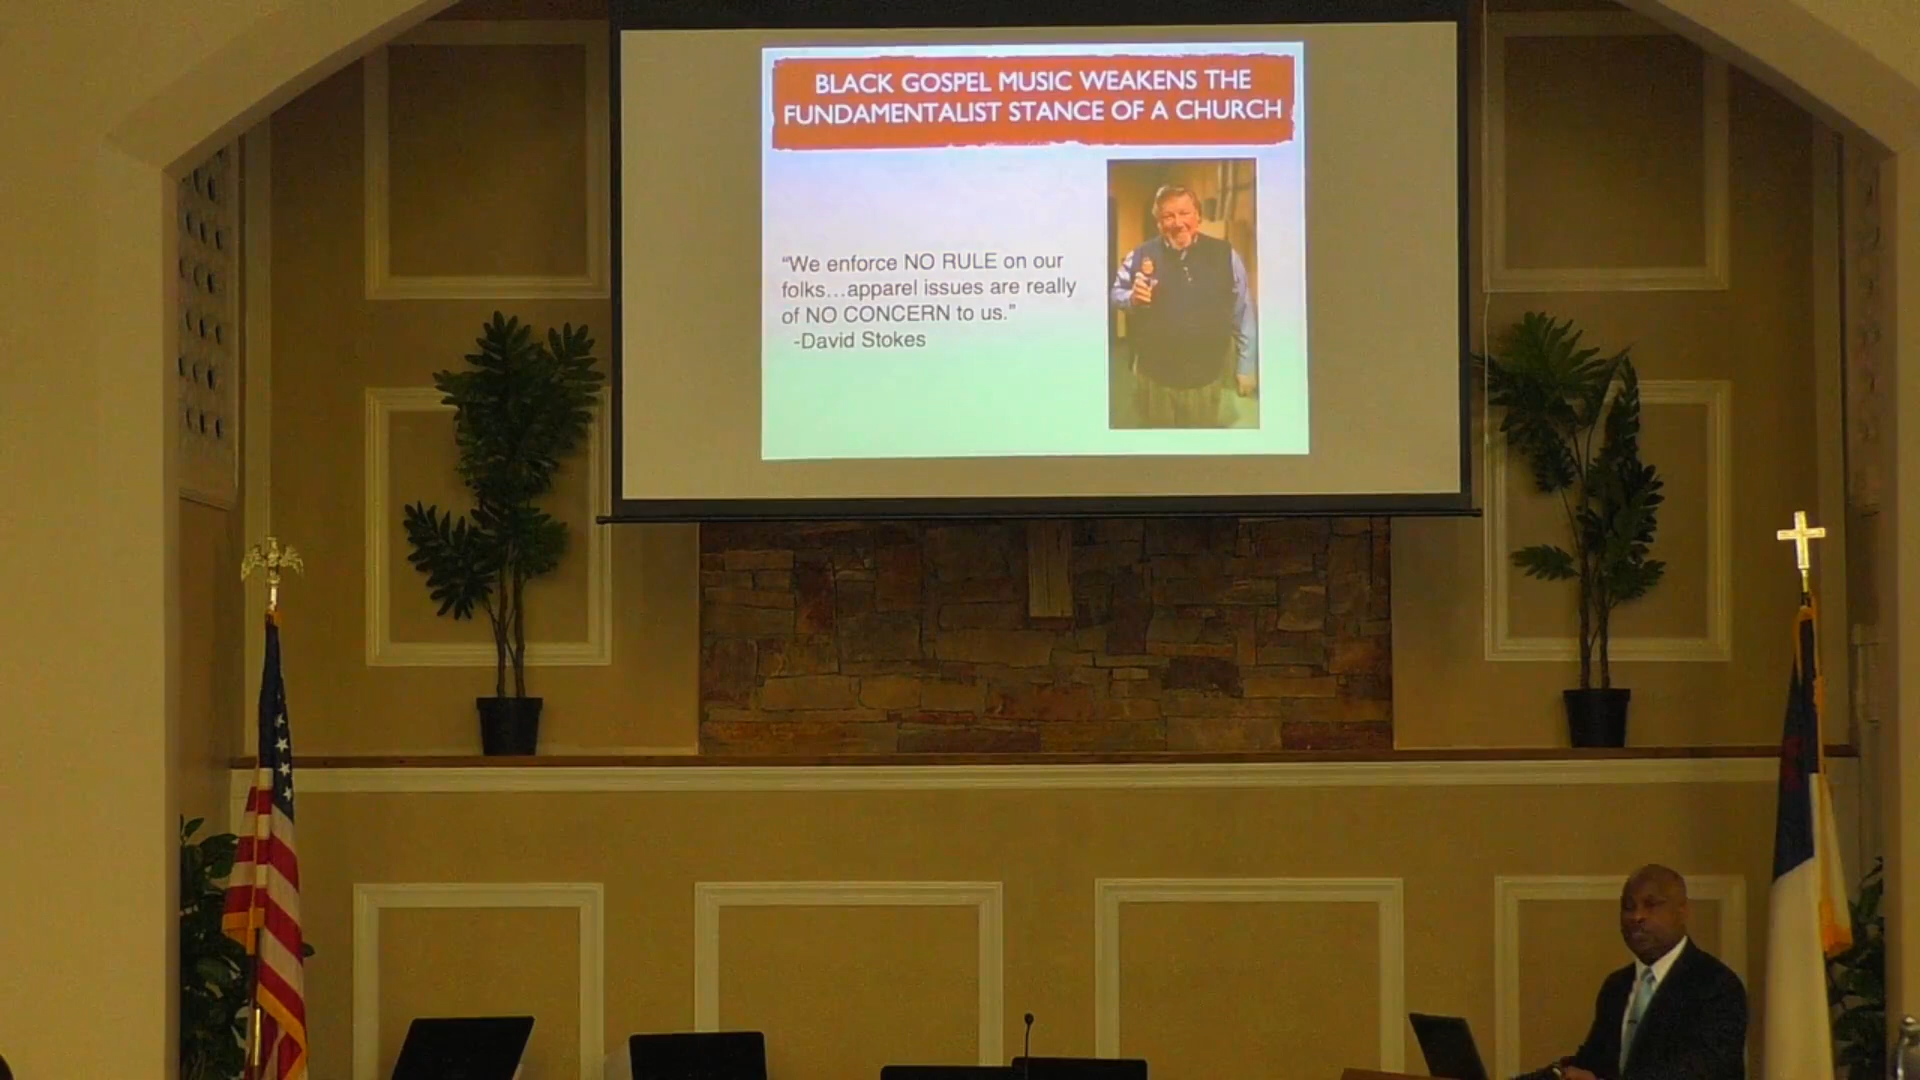 BLACK GOSPEL MUSIC WEAKENS THE
FUNDAMENTALIST STANCE OF A CHURCH
“We enforce NO RULE on our
folks...apparel issues are really
of NO CONCERN to us.”
-David Stokes